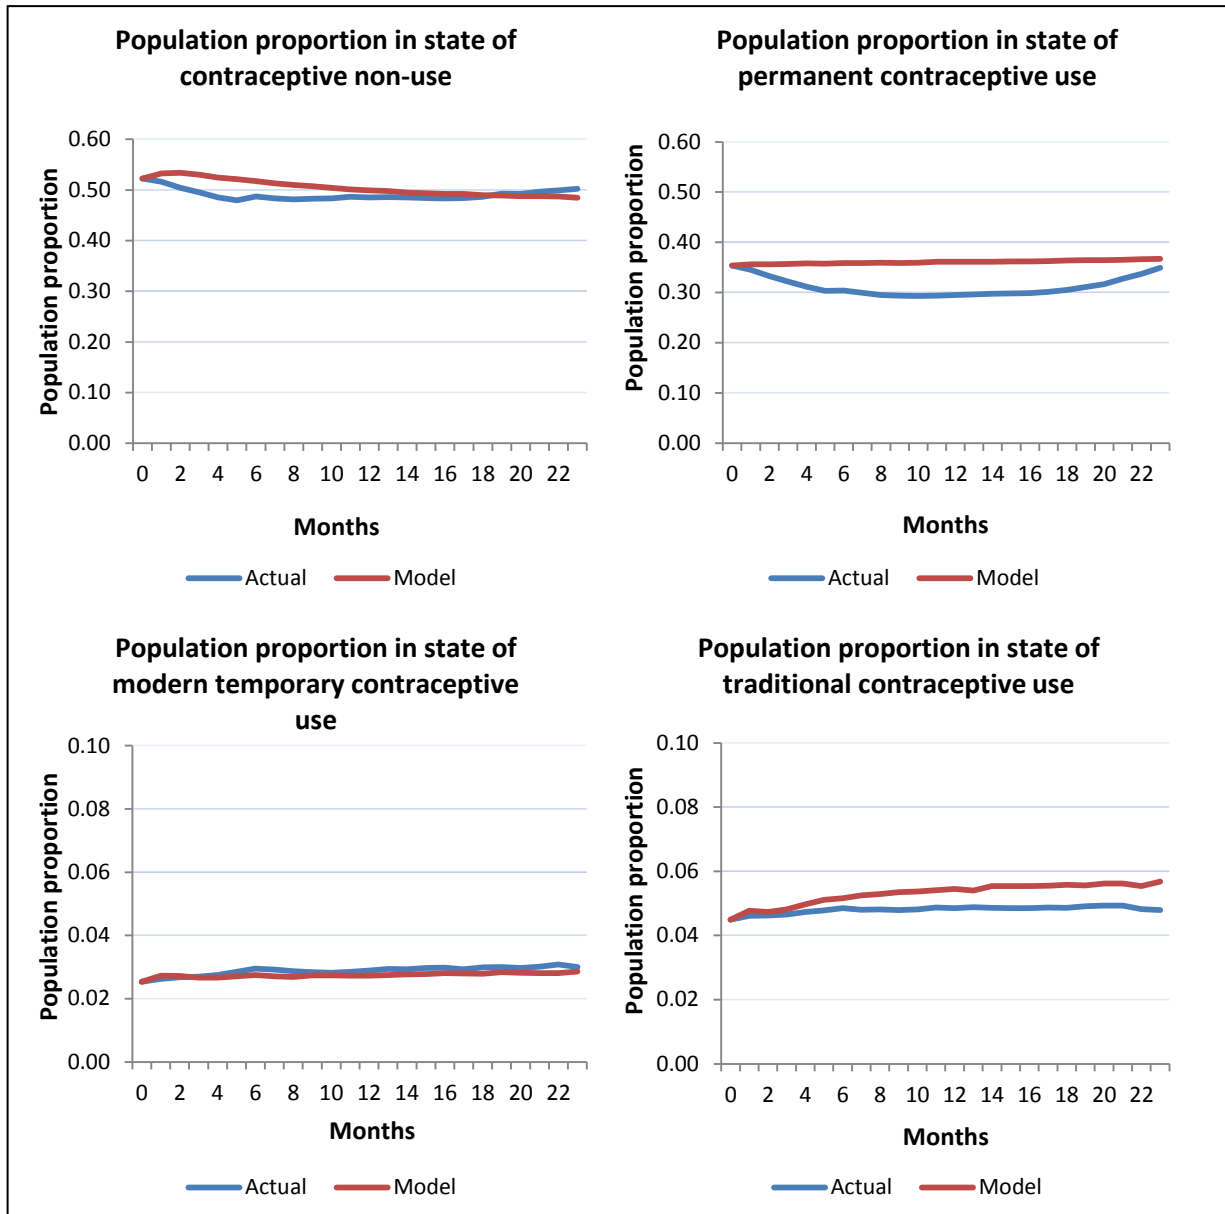 Population proportion in state of
contraceptive non-use
Population proportion
0.60
0.50
0.40
0.30
0.20
0.10
0.00
0 2 4 6 8 10 12 14 16 18 20 22
Months
Actual Model
Population proportion in state of
permanent contraceptive use
Population proportion
0.60
0.50
0.40
0.30
0.20
0.10
0.00
0 2 4 6 8 10 12 14 16 18 20 22
Months
Actual Model
Population proportion in state of
modern temporary contraceptive
use
Population proportion
0.10
0.08
0.06
0.04
0.02
0.00
0 2 4 6 8 10 12 14 16 18 20 22
Months
Actual Model
Population proportion in state of
traditional contraceptive use
Population proportion
0.10
0.08
0.06
0.04
0.02
0.00
0 2 4 6 8 10 12 14 16 18 20 22
Months
Actual Model